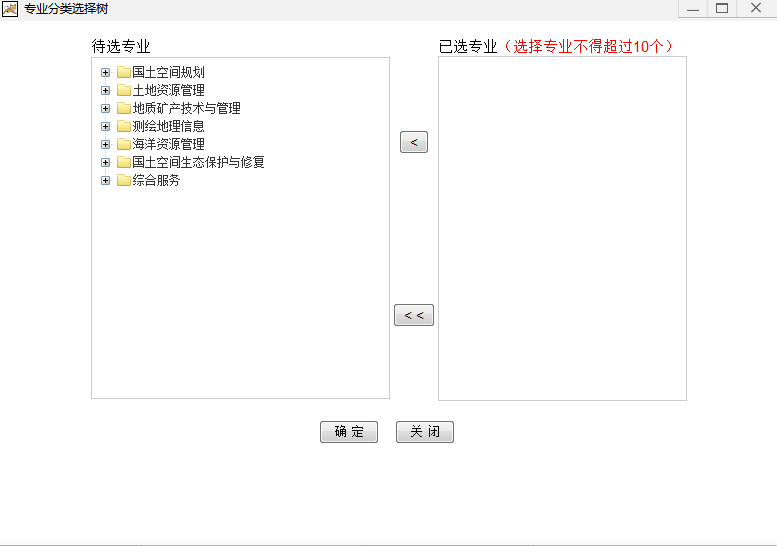 专业分类选择树
待选专业
已选专业（选择专业不得超过10个）
国土空间规划
土地资源管理
地质矿产技术与管理
测绘地理信息
海洋资源管理
国土空间生态保护与修复
综合服务
<
< <
确 定
关 闭